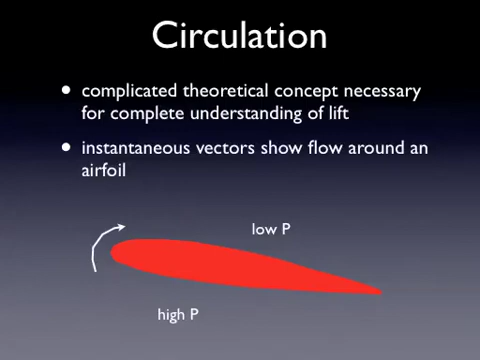 Circulation
• complicated theoretical concept necessary
for complete understanding of lift
• instantaneous vectors show flow around an
airfoil
low P
high P